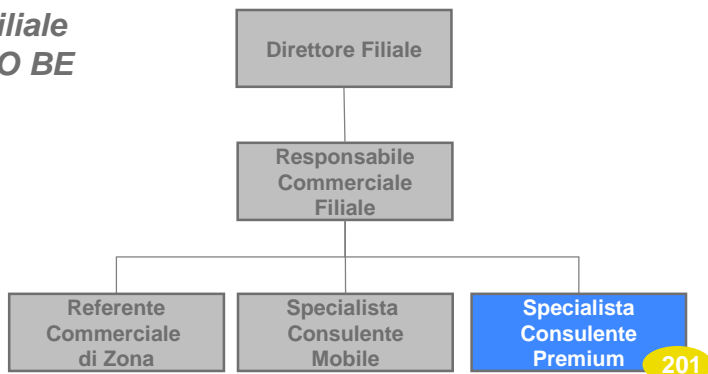 iliale
O BE
Direttore Filiale
Responsabile
Commerciale
Filiale
Referente
Commerciale
di Zona
Specialista
Consulente
Mobile
Specialista
Consulente
Premium
201